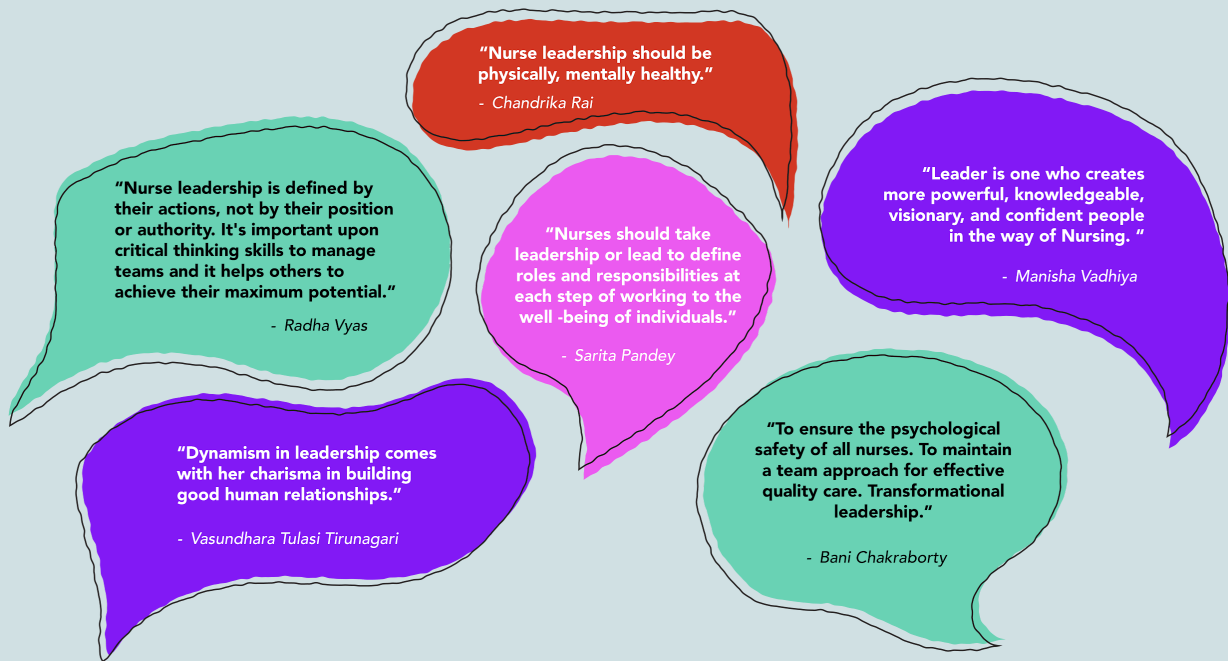 “Nurse leadership should be
physically, mentally healthy.”
- Chandrika Rai
“Nurse leadership is defined by
their actions, not by their position
or authority. It's important upon
critical thinking skills to manage
teams and it helps others to
achieve their maximum potential.”
- Radha Vyas
“Nurses should take
leadership or lead to define
roles and responsibilities at
each step of working to the
well -being of individuals.”
- Sarita Pandey
“Leader is one who creates
more powerful, knowledgeable,
visionary, and confident people
in the way of Nursing. “
- Manisha Vadhiya
“Dynamism in leadership comes
with her charisma in building
good human relationships.”
- Vasundhara Tulasi Tirunagari
“To ensure the psychological
safety of all nurses. To maintain
a team approach for effective
quality care. Transformational
leadership.”
- Bani Chakraborty